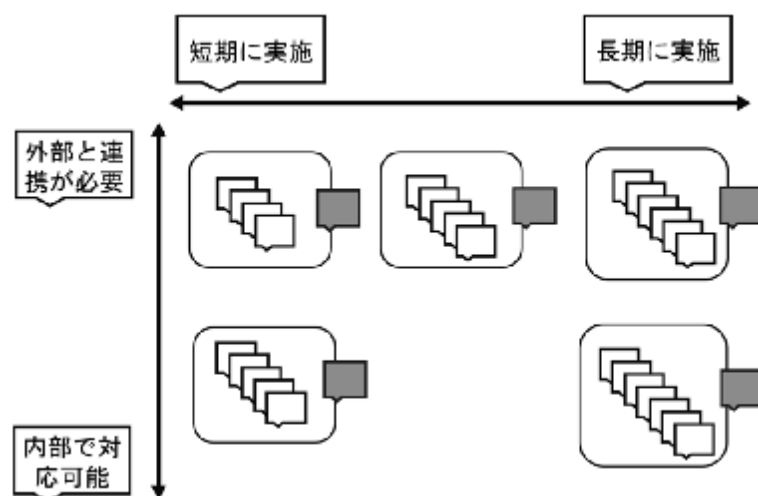 短期に実施
長期に実施
外部と連
携が必要
内部で対
応可能